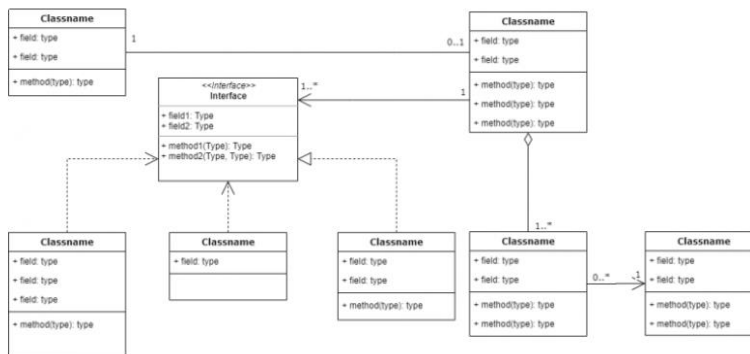 Classname
+ field: type
+ field: type
+ method(type): type
1
0...1
Classname
+ field: type
+ field: type
+ method(type): type
+ method(type): type
+ method(type): type
<<Interface>>
Interface
+ field1: Type
+ field2: Type
+ method1(Type): Type
+ method2(Type, Type): Type
1...*
1
Classname
+ field: type
+ field: type
+ field: type
+ method(type): type
Classname
+ field: type
Classname
+ field: type
+ field: type
+ method(type): type
1...*
Classname
+ field: type
+ field: type
+ method(type): type
+ method(type): type
0...*
1
Classname
+ field: type
+ field: type
+ method(type): type
+ method(type): type